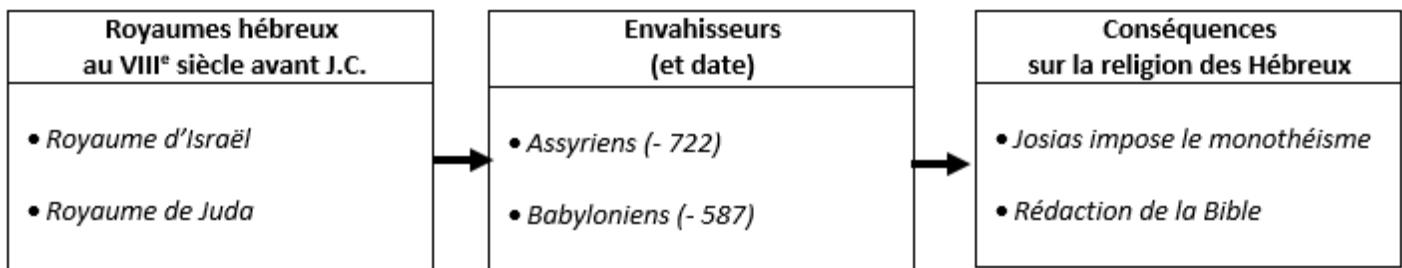 Royaumes hébreux
au VIIIe siècle avant J.C.
• Royaume d’Israël
• Royaume de Juda
Envahisseurs
(et date)
• Assyriens (- 722)
• Babyloniens (- 587)
Conséquences
sur la religion des Hébreux
• Josias impose le monothéisme
• Rédaction de la Bible